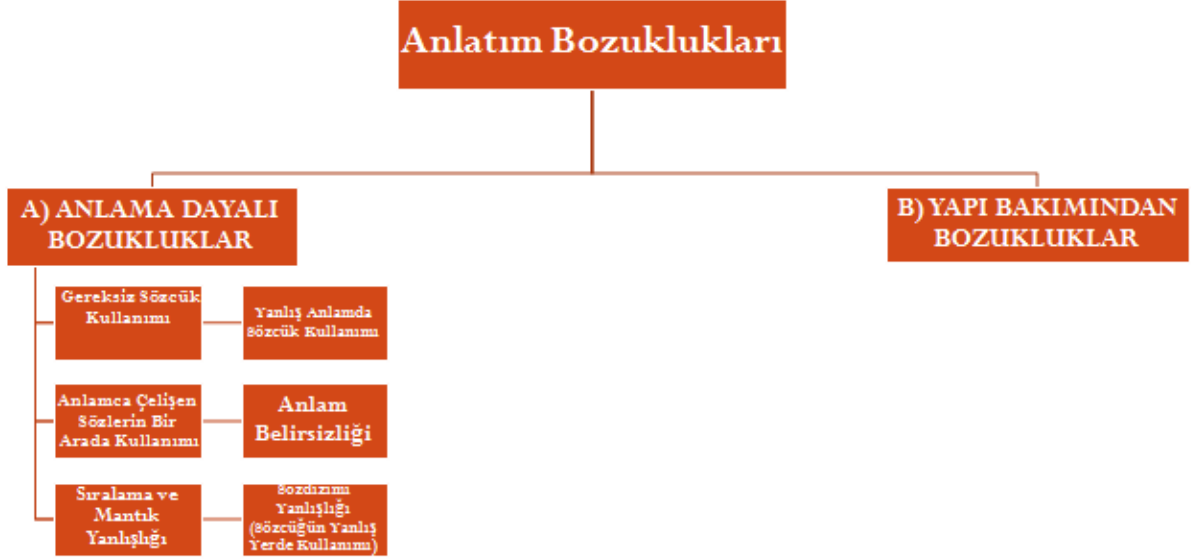 Anlatım Bozuklukları
A) ANLAMA DAYALI
BOZUKLUKLAR
B) YAPI BAKIMINDAN
BOZUKLUKLAR
Gereksiz Sözcük
Kullanımı
Yanlış Anlamda
Sözcük Kullanımı
Anlamca Çelişen
Sözlerin Bir
Arada Kullanımı
Anlam
Belirsizliği
Sıralama ve
Mantık
Yanlışlığı
Sözdizimi
Yanlışlığı
(Sözcüğün Yanlış
Yerde Kullanımı)